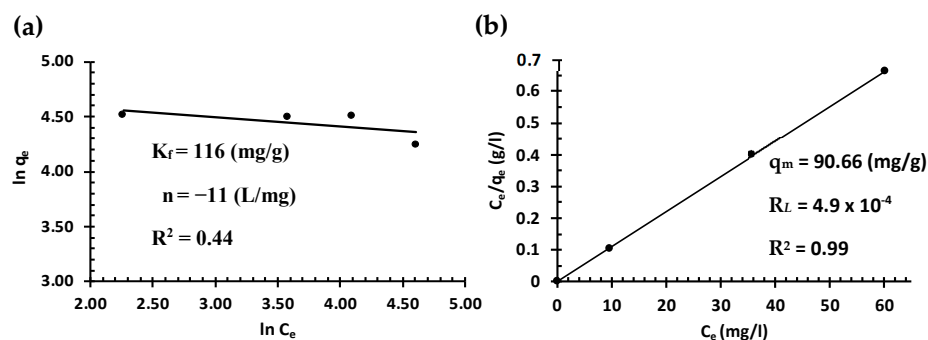 (a)
5.00
4.50
4.00
3.50
3.00
2.00
2.50
3.00
3.50
4.00
4.50
5.00
ln qe
ln Ce
Kf = 116 (mg/g)
n = −11 (L/mg)
R² = 0.44
(b)
0.7
0.6
0.5
0.4
0.3
0.2
0.1
0
0
10
20
30
40
50
60
Ce/qe (g/l)
Ce (mg/l)
qm = 90.66 (mg/g)
RL = 4.9 x 10⁻⁴
R² = 0.99